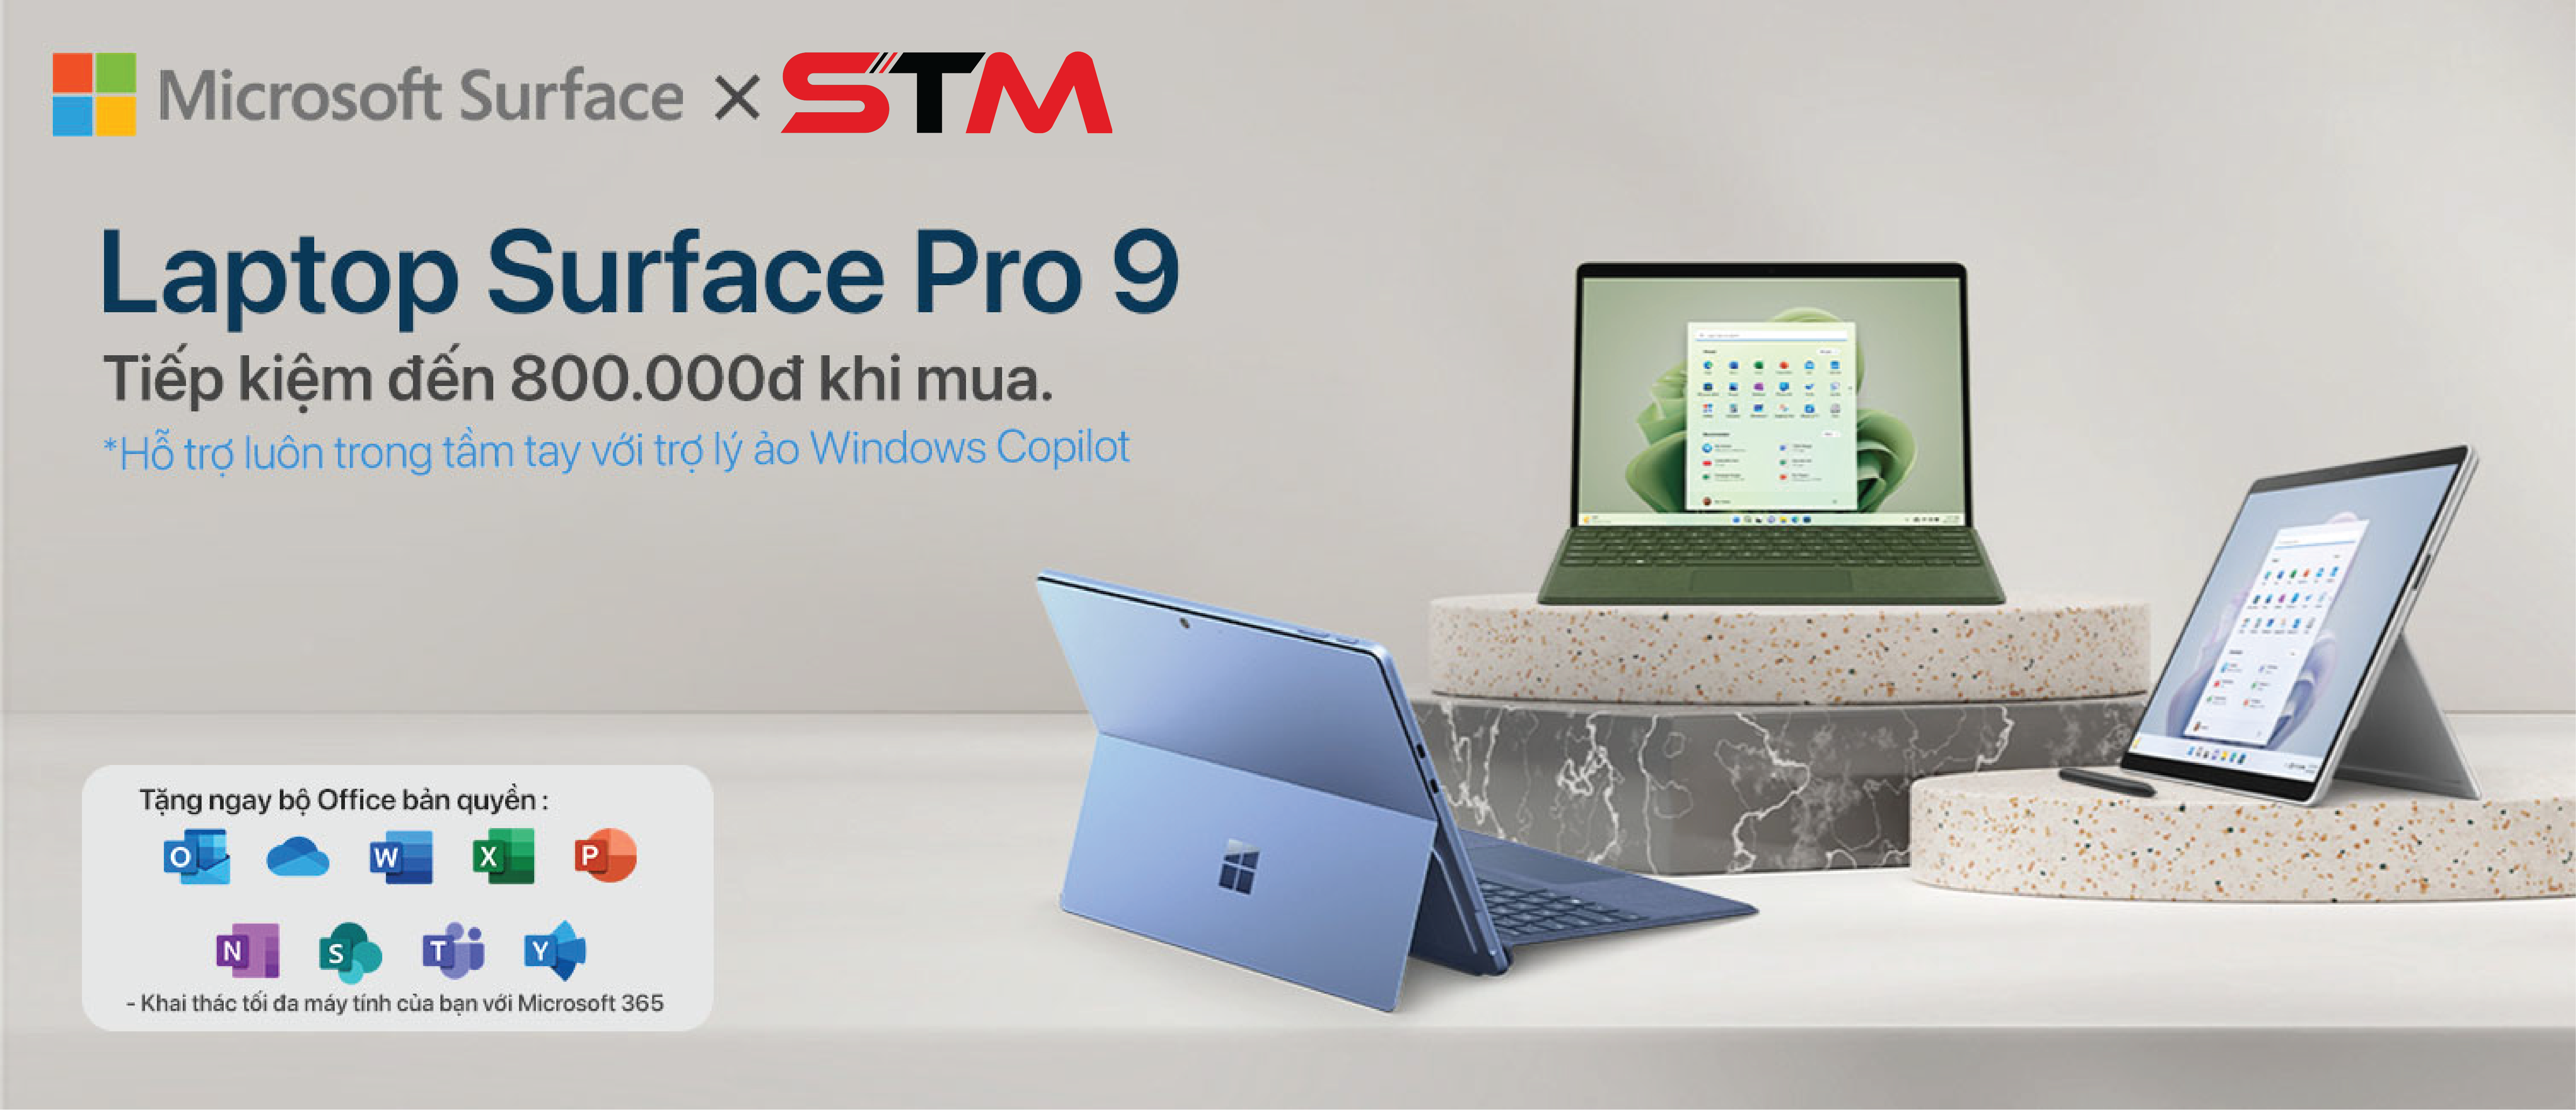 Microsoft Surface × STM
Laptop Surface Pro 9
Tiếp kiệm đến 800.000đ khi mua.
*Hỗ trợ luôn trong tầm tay với trợ lý ảo Windows Copilot
Tặng ngay bộ Office bản quyền :
O W X P
N S T Y
- Khai thác tối đa máy tính của bạn với Microsoft 365